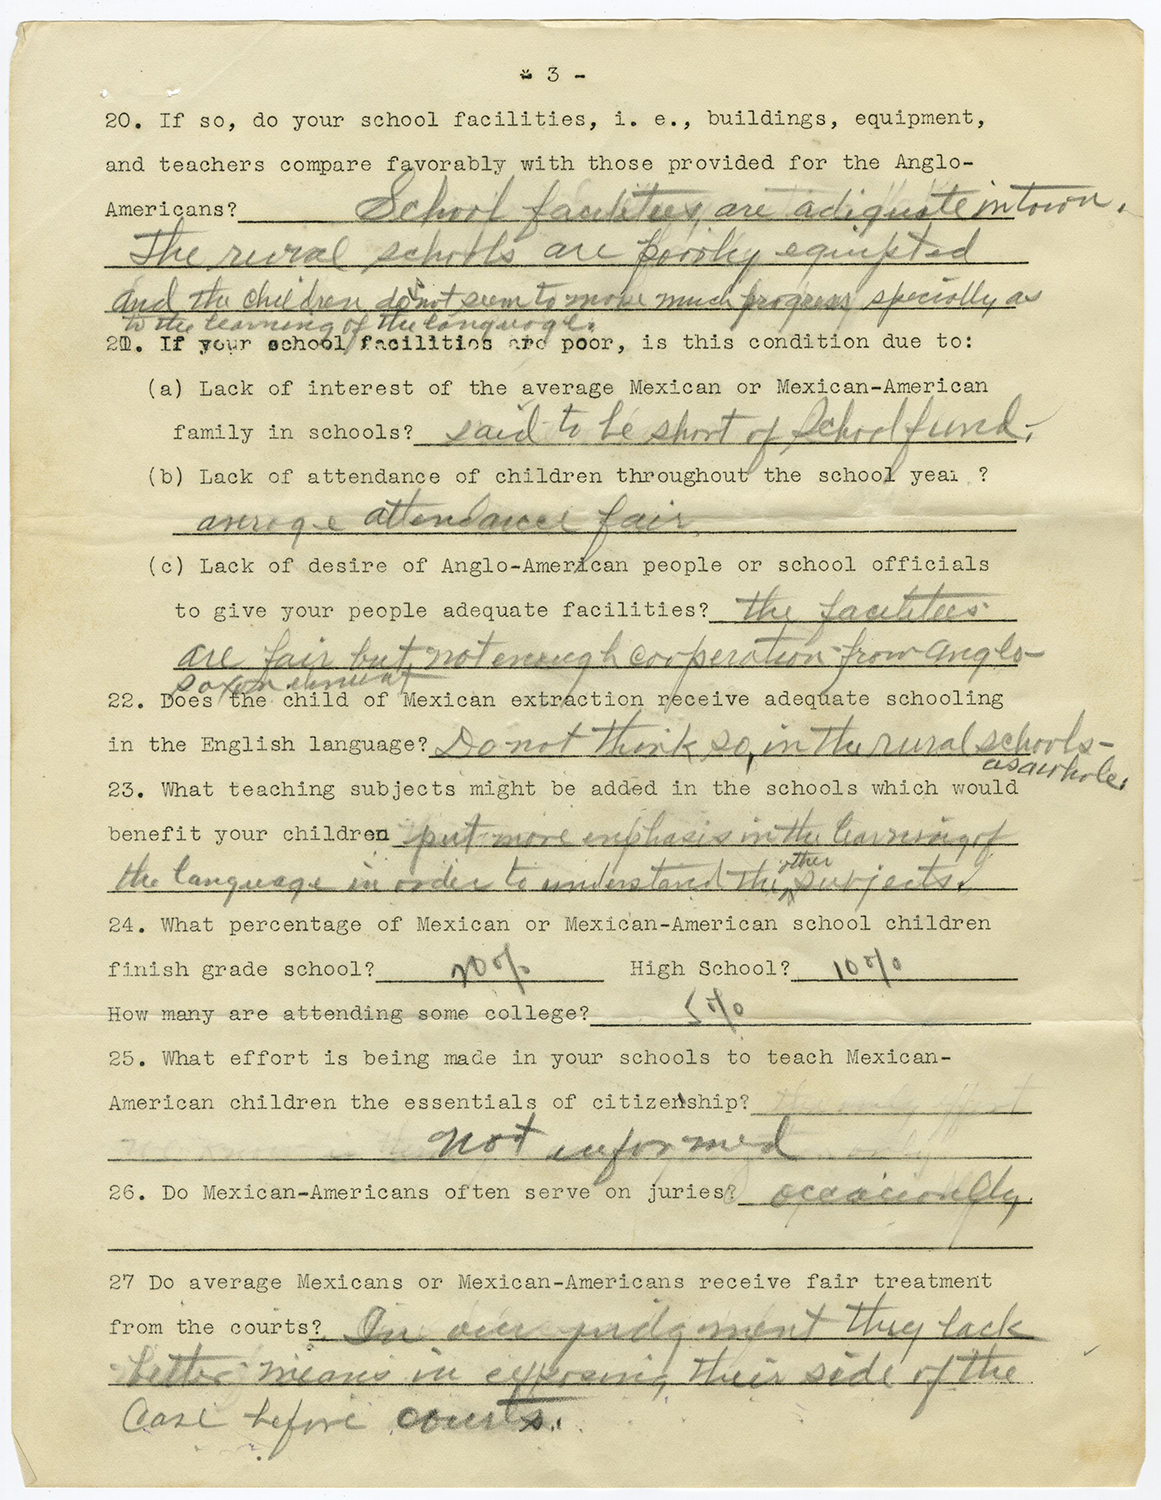 - 3 -
20. If so, do your school facilities, i. e., buildings, equipment,
and teachers compare favorably with those provided for the Anglo-
Americans? School facilitees, are adiquate in town.
The rural schools are poorly equipted
and the children do not seem to make much progress specially as
to the learning of the language.
21. If your school facilities are poor, is this condition due to:
(a) Lack of interest of the average Mexican or Mexican-American
family in schools? said to be short of School fund.
(b) Lack of attendance of children throughout the school year ?
average attendance fair
(c) Lack of desire of Anglo-American people or school officials
to give your people adequate facilities? the facilitees
are fair but, not enough cooperation from anglo-
saxon
22. Does the child of Mexican extraction receive adequate schooling
in the English language? Do not think so, in the rural schools-
as a whole.
23. What teaching subjects might be added in the schools which would
benefit your children put more emphasis in the learning of
the language in order to understand the other subjects.
24. What percentage of Mexican or Mexican-American school children
finish grade school? 20% High School? 10%
How many are attending some college? 5%
25. What effort is being made in your schools to teach Mexican-
American children the essentials of citizenship?
Not informed
26. Do Mexican-Americans often serve on juries? occasionlly,
27 Do average Mexicans or Mexican-Americans receive fair treatment
from the courts? In our judgment they lack
better means in exposing their side of the
Case before courts.